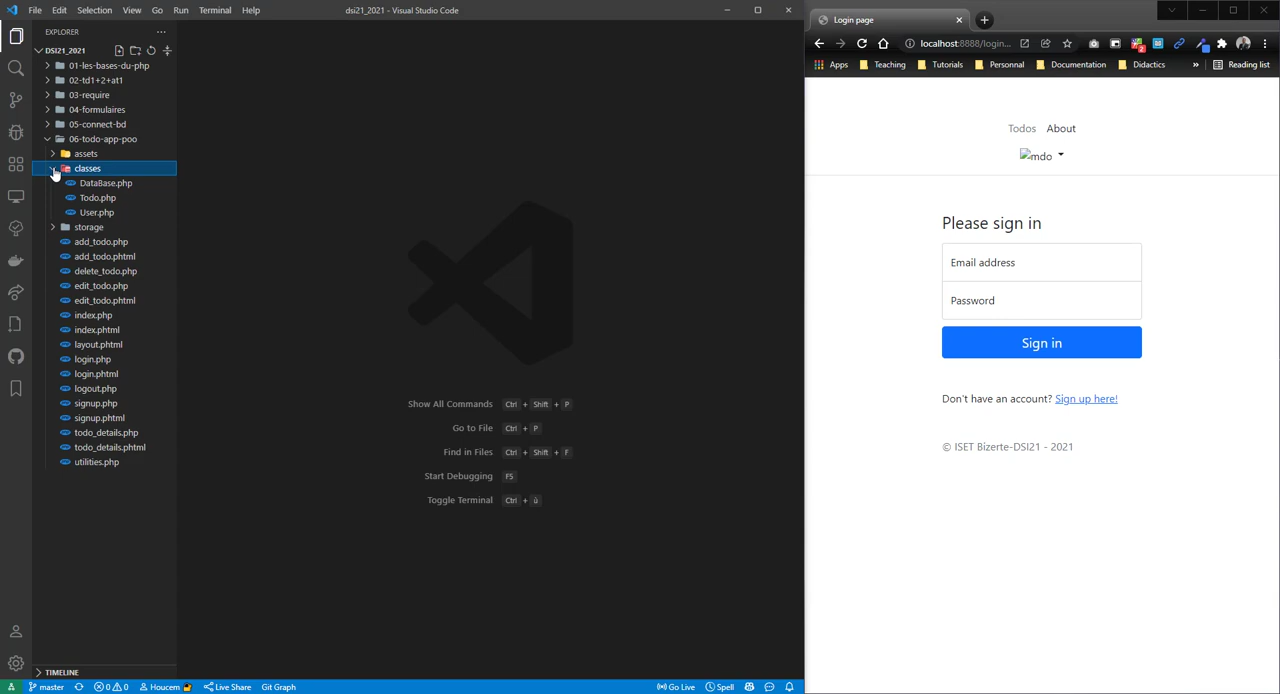 File Edit Selection View Go Run Terminal Help
dsi21_2021 - Visual Studio Code
EXPLORER
DSI21_2021
01-les-bases-du-php
02-td1+2+at1
03-require
04-formulaires
05-connect-bd
06-todo-app-poo
assets
classes
DataBase.php
Todo.php
User.php
storage
add_todo.php
add_todo.phtml
delete_todo.php
edit_todo.php
edit_todo.phtml
index.php
index.phtml
layout.phtml
login.php
login.phtml
logout.php
signup.php
signup.phtml
todo_details.php
todo_details.phtml
utilities.php
TIMELINE
Show All Commands Ctrl + Shift + P
Go to File Ctrl + P
Find in Files Ctrl + Shift + F
Start Debugging F5
Toggle Terminal Ctrl + ù
master 0 0 Houcem Live Share Git Graph Go Live Spell
Login page
localhost:8888/login...
2
Apps Teaching Tutorials Personnal Documentation Didactics » Reading list
Todos About
mdo
Please sign in
Email address
Password
Sign in
Don't have an account? Sign up here!
© ISET Bizerte-DSI21 - 2021